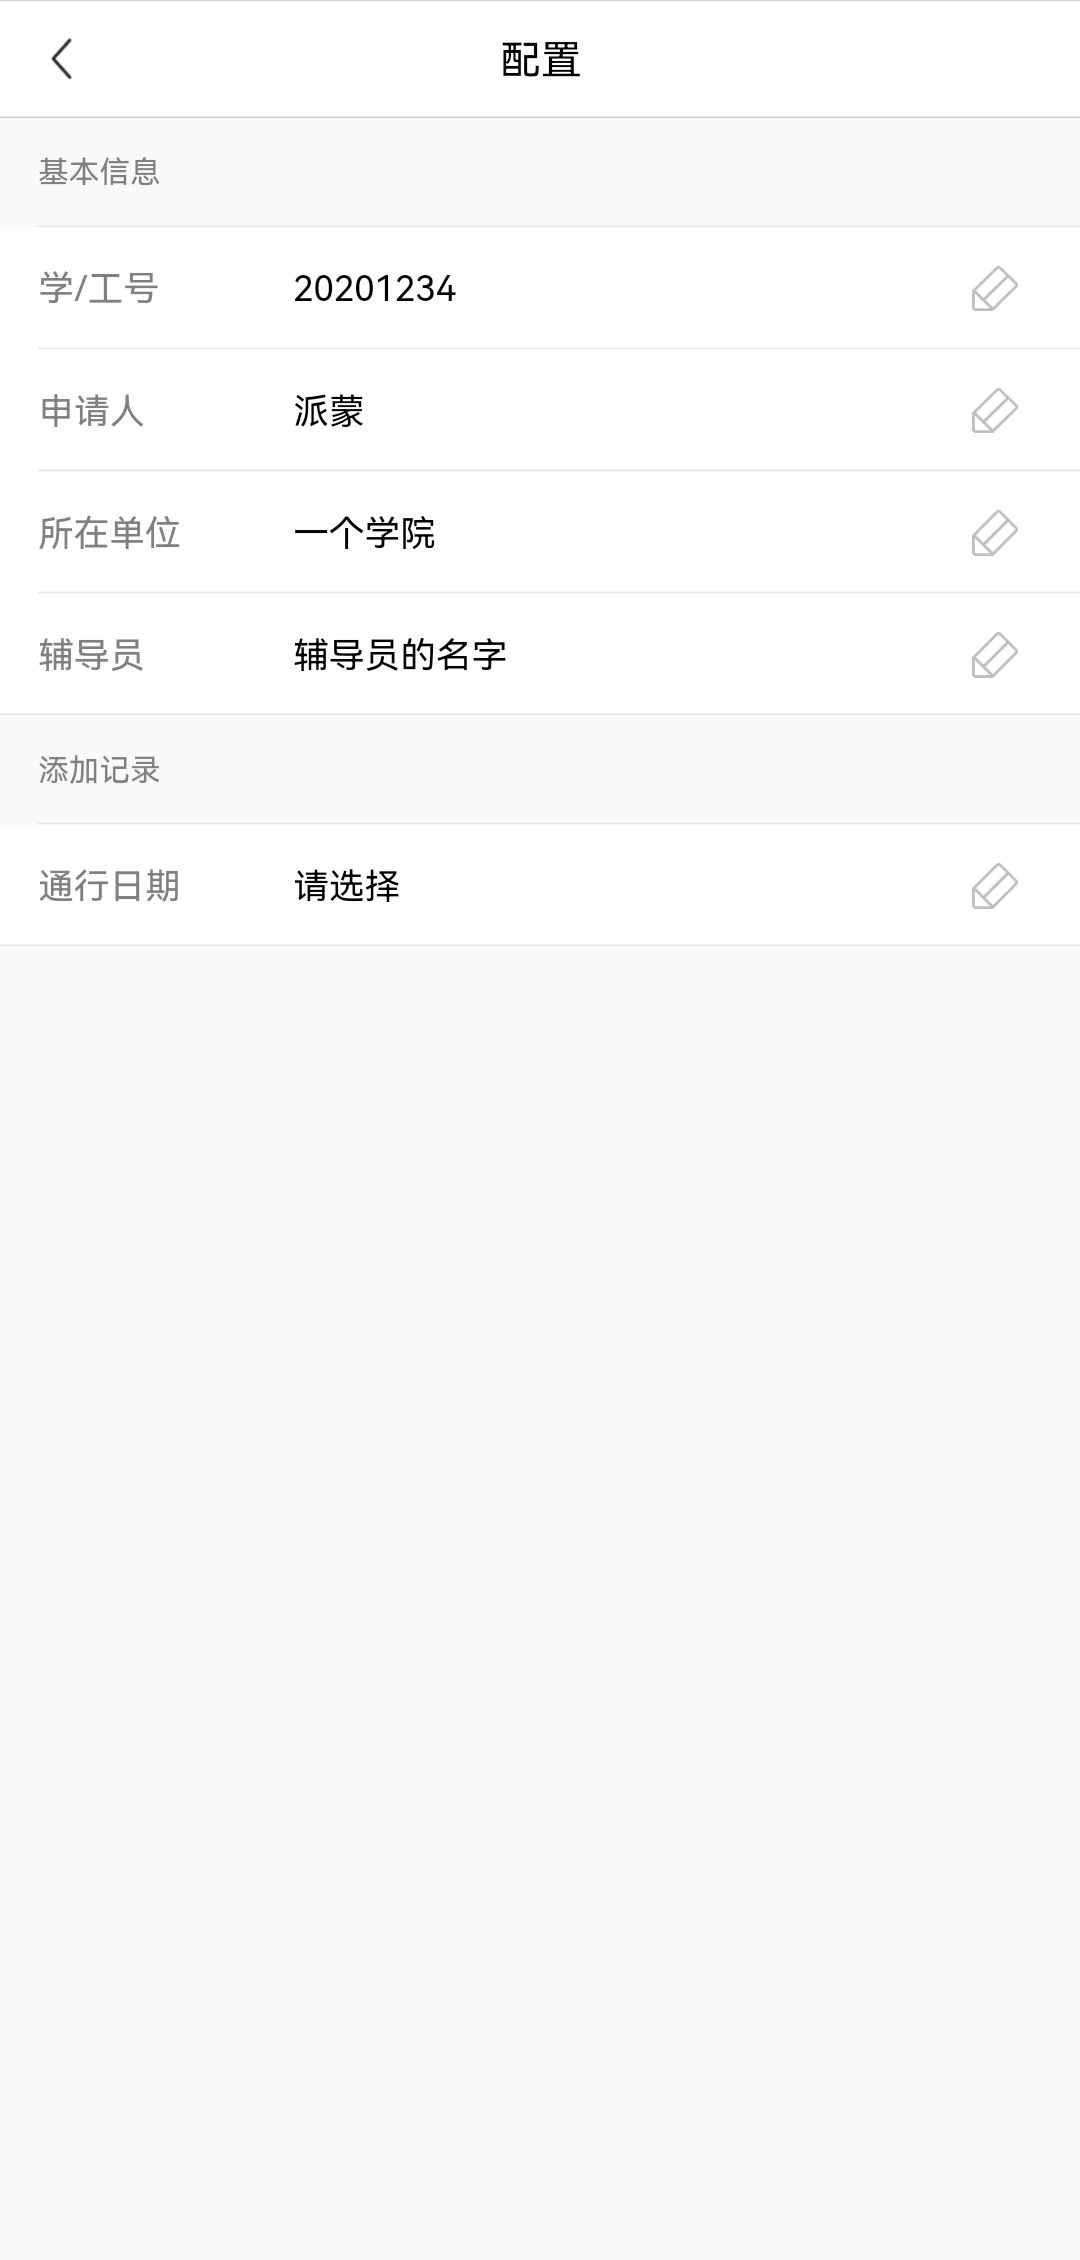 配置
基本信息
学/工号 20201234
申请人 派蒙
所在单位 一个学院
辅导员 辅导员的名字
添加记录
通行日期 请选择